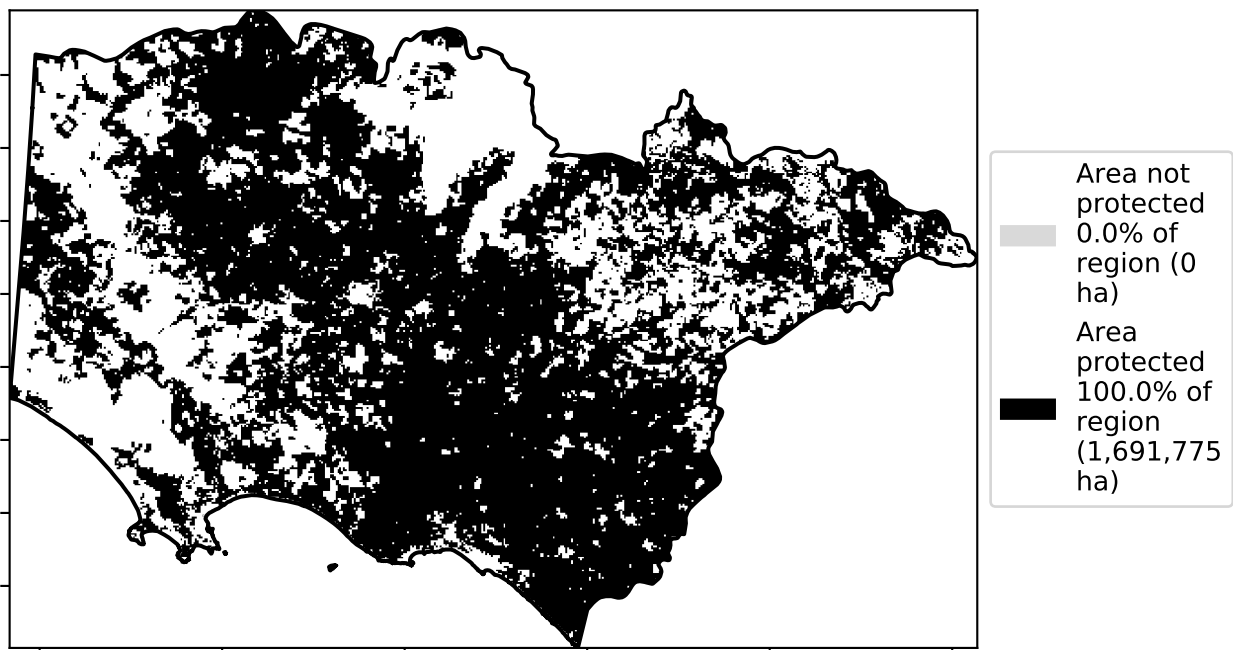 Area not
protected
0.0% of
region (0
ha)
Area
protected
100.0% of
region
(1,691,775
ha)